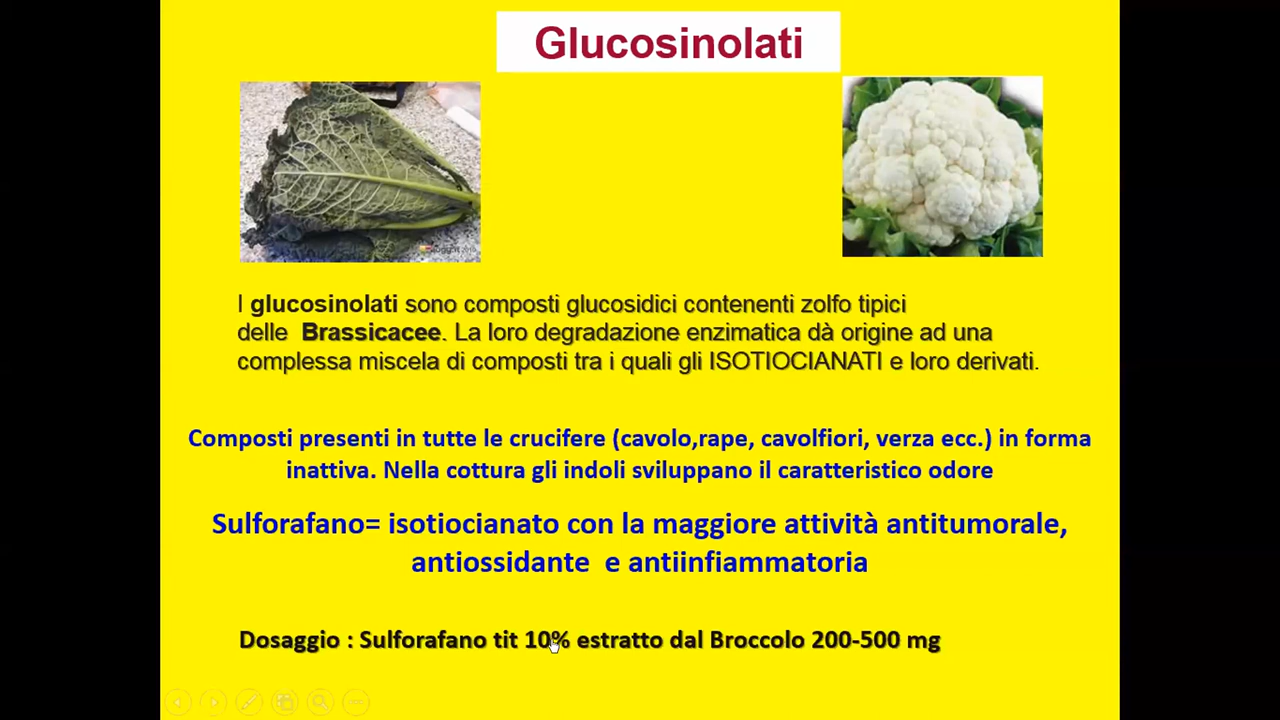 Glucosinolati
I glucosinolati sono composti glucosidici contenenti zolfo tipici
delle Brassicacee. La loro degradazione enzimatica dà origine ad una
complessa miscela di composti tra i quali gli ISOTIOCIANATI e loro derivati.
Composti presenti in tutte le crucifere (cavolo,rape, cavolfiori, verza ecc.) in forma
inattiva. Nella cottura gli indoli sviluppano il caratteristico odore
Sulforafano= isotiocianato con la maggiore attività antitumorale,
antiossidante e antiinfiammatoria
Dosaggio : Sulforafano tit 10% estratto dal Broccolo 200-500 mg